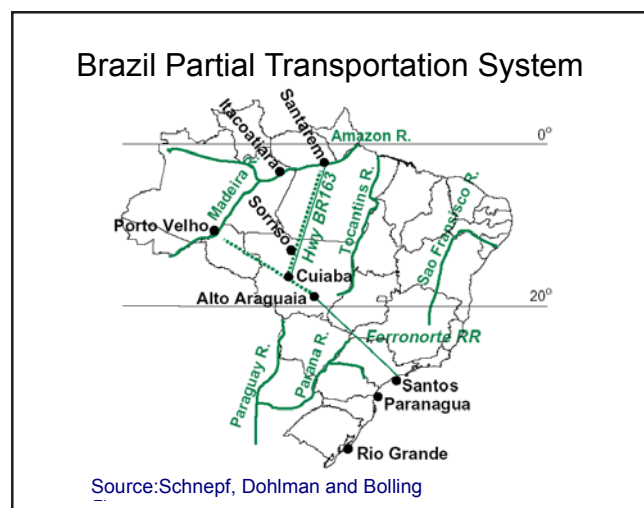 Brazil Partial Transportation System
Itacoatiara
Santarem
Amazon R.
0°
Madeira R.
Porto Velho
Sorriso
Hwy BR163
Tocantins R.
Sao Fransisco R.
Cuiaba
Alto Araguaia
20°
Ferronorte RR
Paraguay R.
Parana R.
Santos
Paranagua
Rio Grande
Source:Schnepf, Dohlman and Bolling